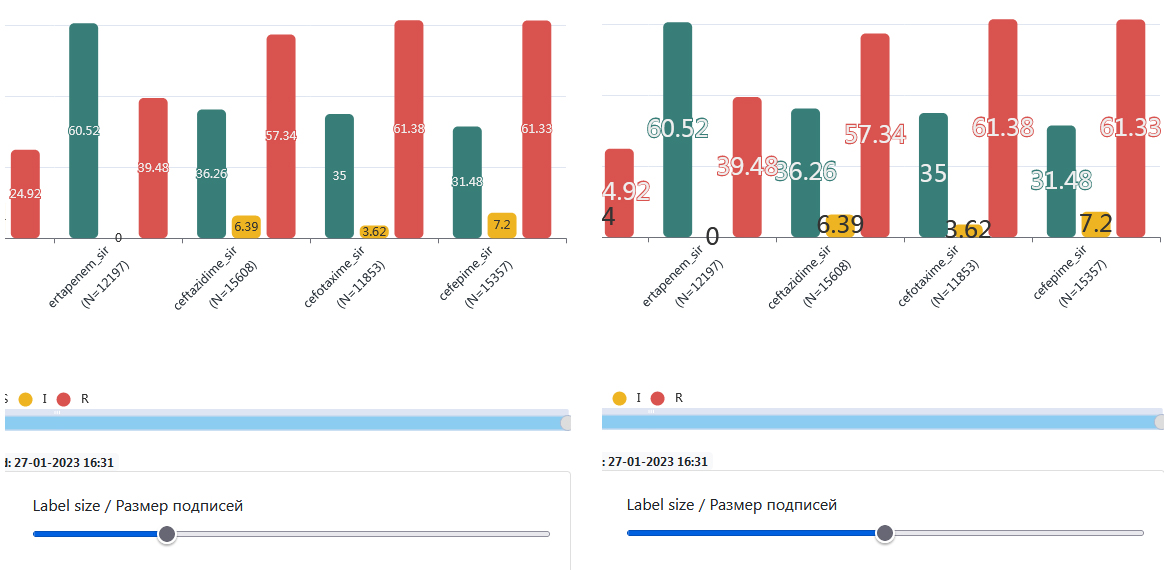 60.52
57.34
61.38
61.33
39.48
36.26
35
31.48
24.92
6.39
3.62
7.2
0
ertapenem_sir
(N=12197)
ceftazidime_sir
(N=15608)
cefotaxime_sir
(N=11853)
cefepime_sir
(N=15357)
S I R
: 27-01-2023 16:31
Label size / Размер подписей
60.52
57.34
61.38
61.33
39.48
36.26
35
31.48
4.92
4
6.39
3.62
7.2
0
ertapenem_sir
(N=12197)
ceftazidime_sir
(N=15608)
cefotaxime_sir
(N=11853)
cefepime_sir
(N=15357)
I R
: 27-01-2023 16:31
Label size / Размер подписей